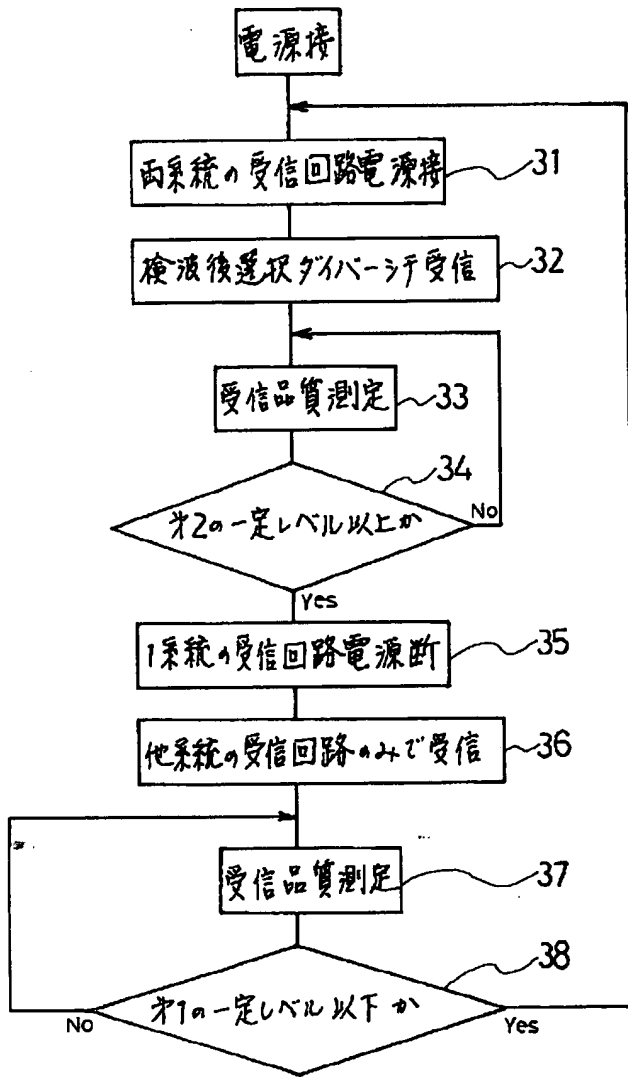 電源接
両系統の受信回路電源接
31
検波後選択ダイバーシテ受信
32
受信品質測定
33
34
才2の一定レベル以上か
No
Yes
1系統の受信回路電源断
35
他系統の受信回路のみで受信
36
受信品質測定
37
38
才1の一定レベル以下か
No
Yes